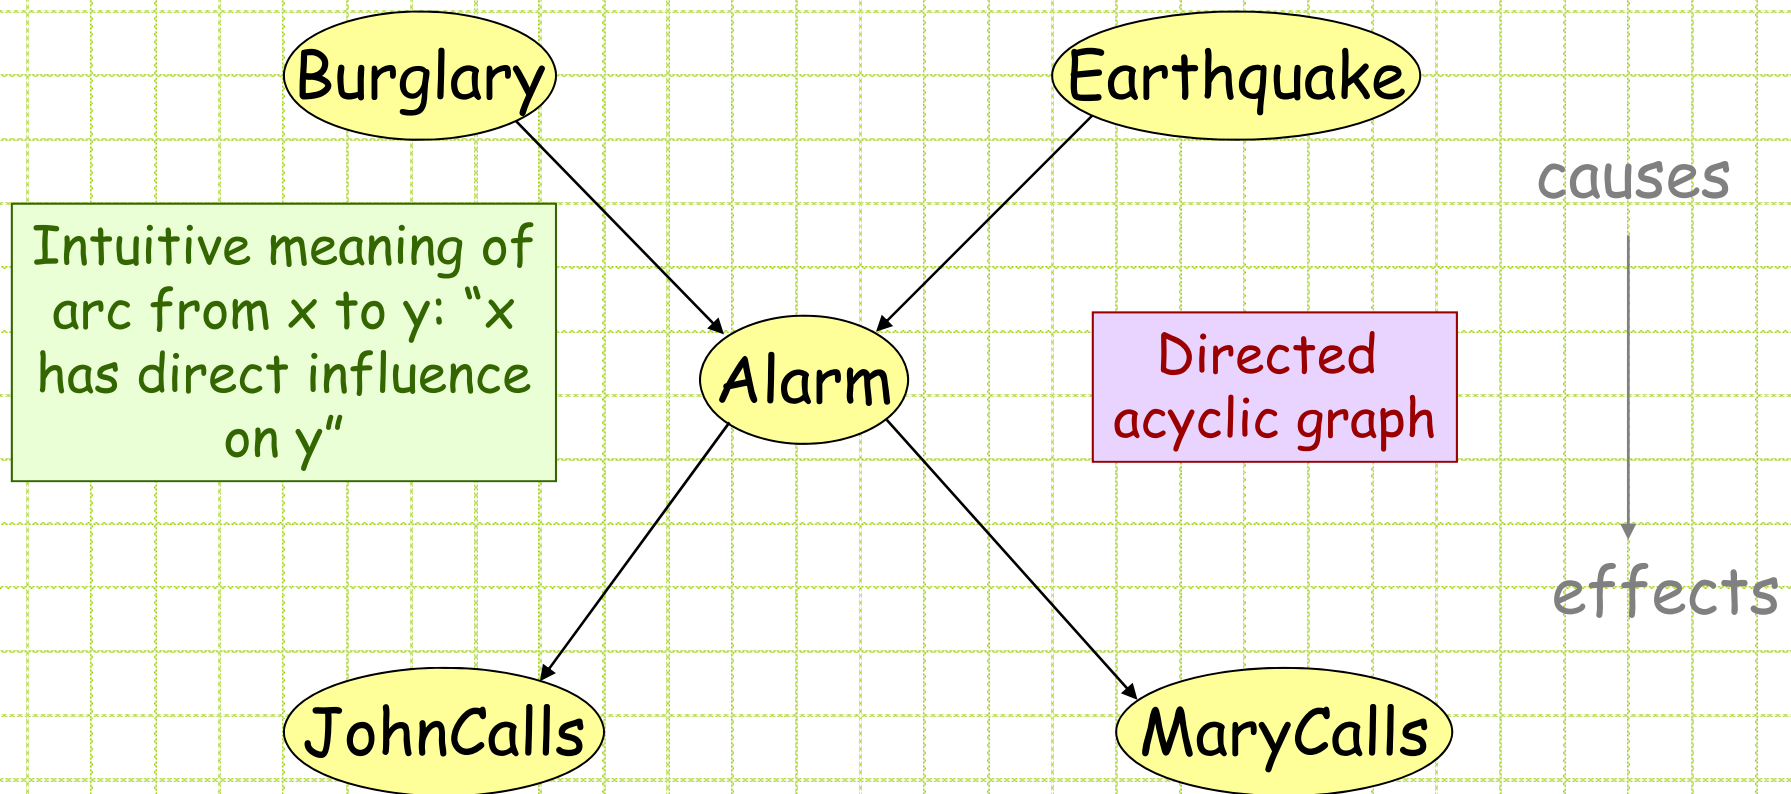 Burglary
Earthquake
causes
Intuitive meaning of
arc from x to y: “x
has direct influence
on y”
Directed
acyclic graph
Alarm
effects
JohnCalls
MaryCalls